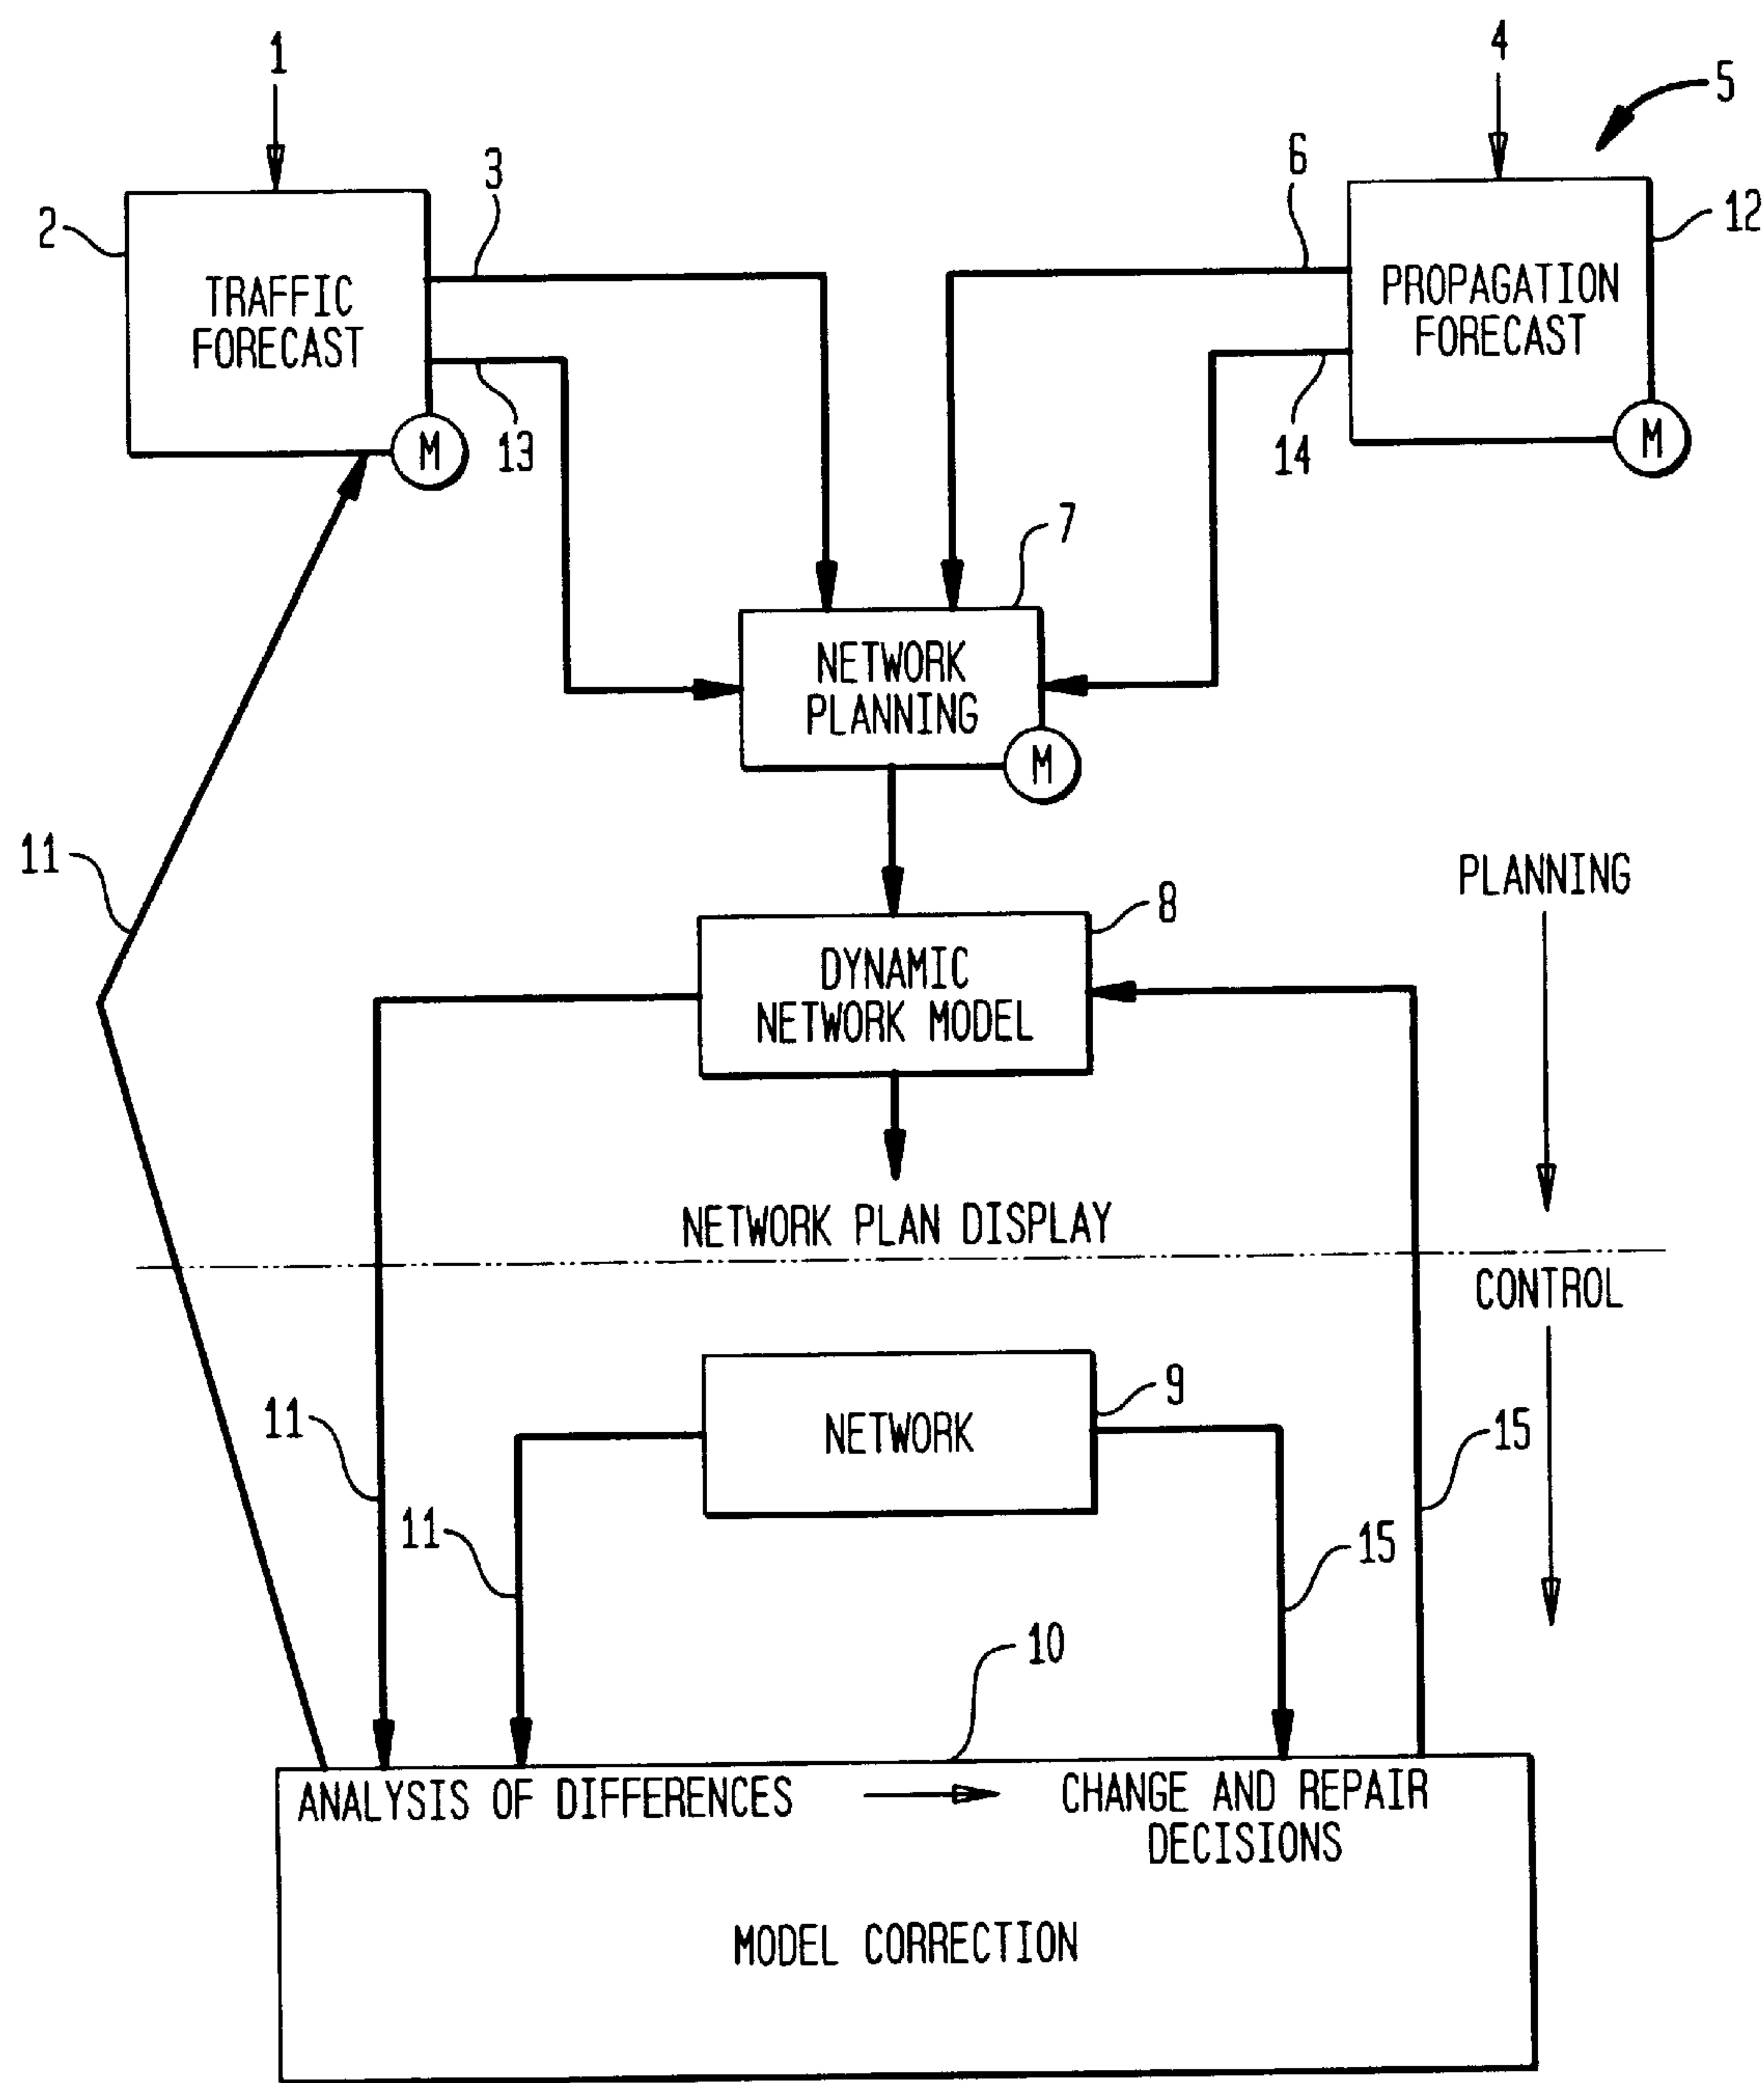 1
4
5
3
6
2
12
TRAFFIC
FORECAST
PROPAGATION
FORECAST
M
13
14
M
7
NETWORK
PLANNING
M
11
PLANNING
8
DYNAMIC
NETWORK MODEL
NETWORK PLAN DISPLAY
CONTROL
9
NETWORK
11
15
11
15
10
ANALYSIS OF DIFFERENCES
CHANGE AND REPAIR
DECISIONS
MODEL CORRECTION